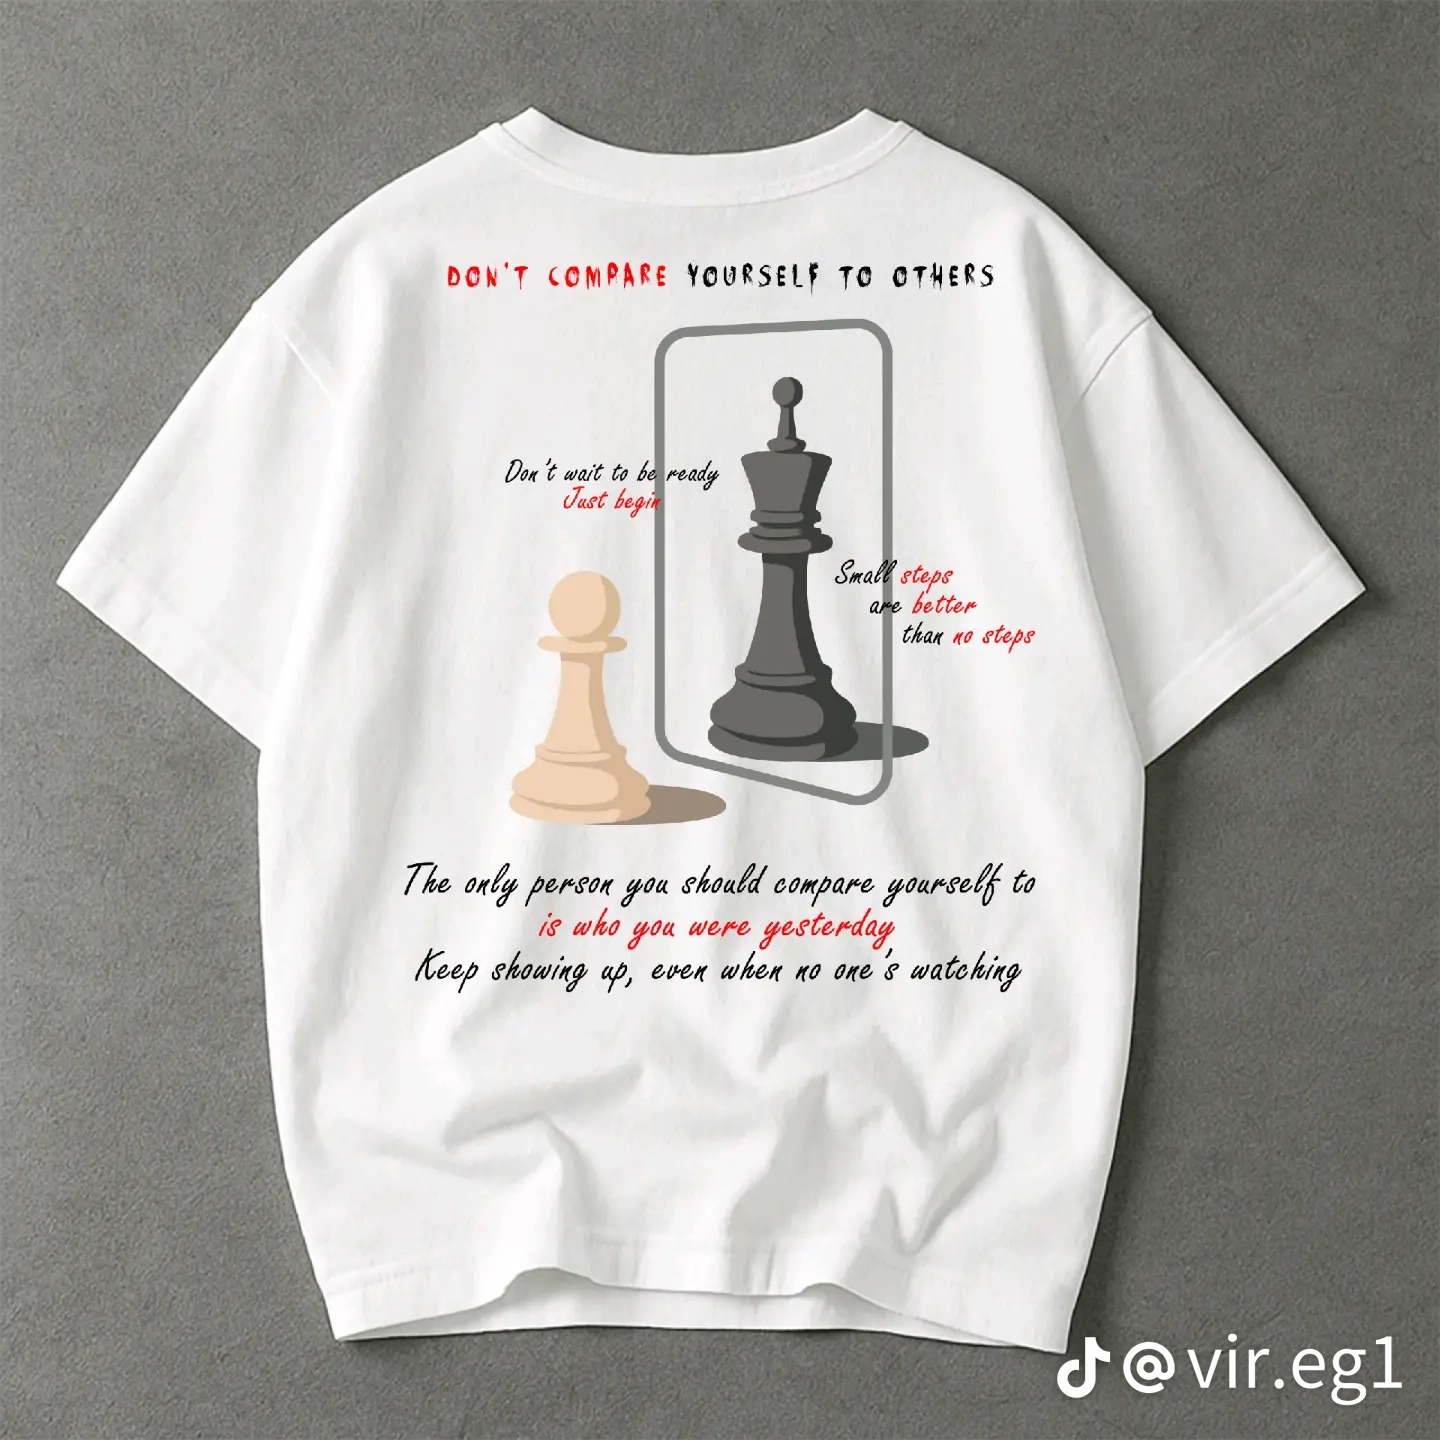 DON'T COMPARE YOURSELF TO OTHERS
Don't wait to be ready
Just begin
Small steps
are better
than no steps
The only person you should compare yourself to
is who you were yesterday
Keep showing up, even when no one's watching
@vir.eg1